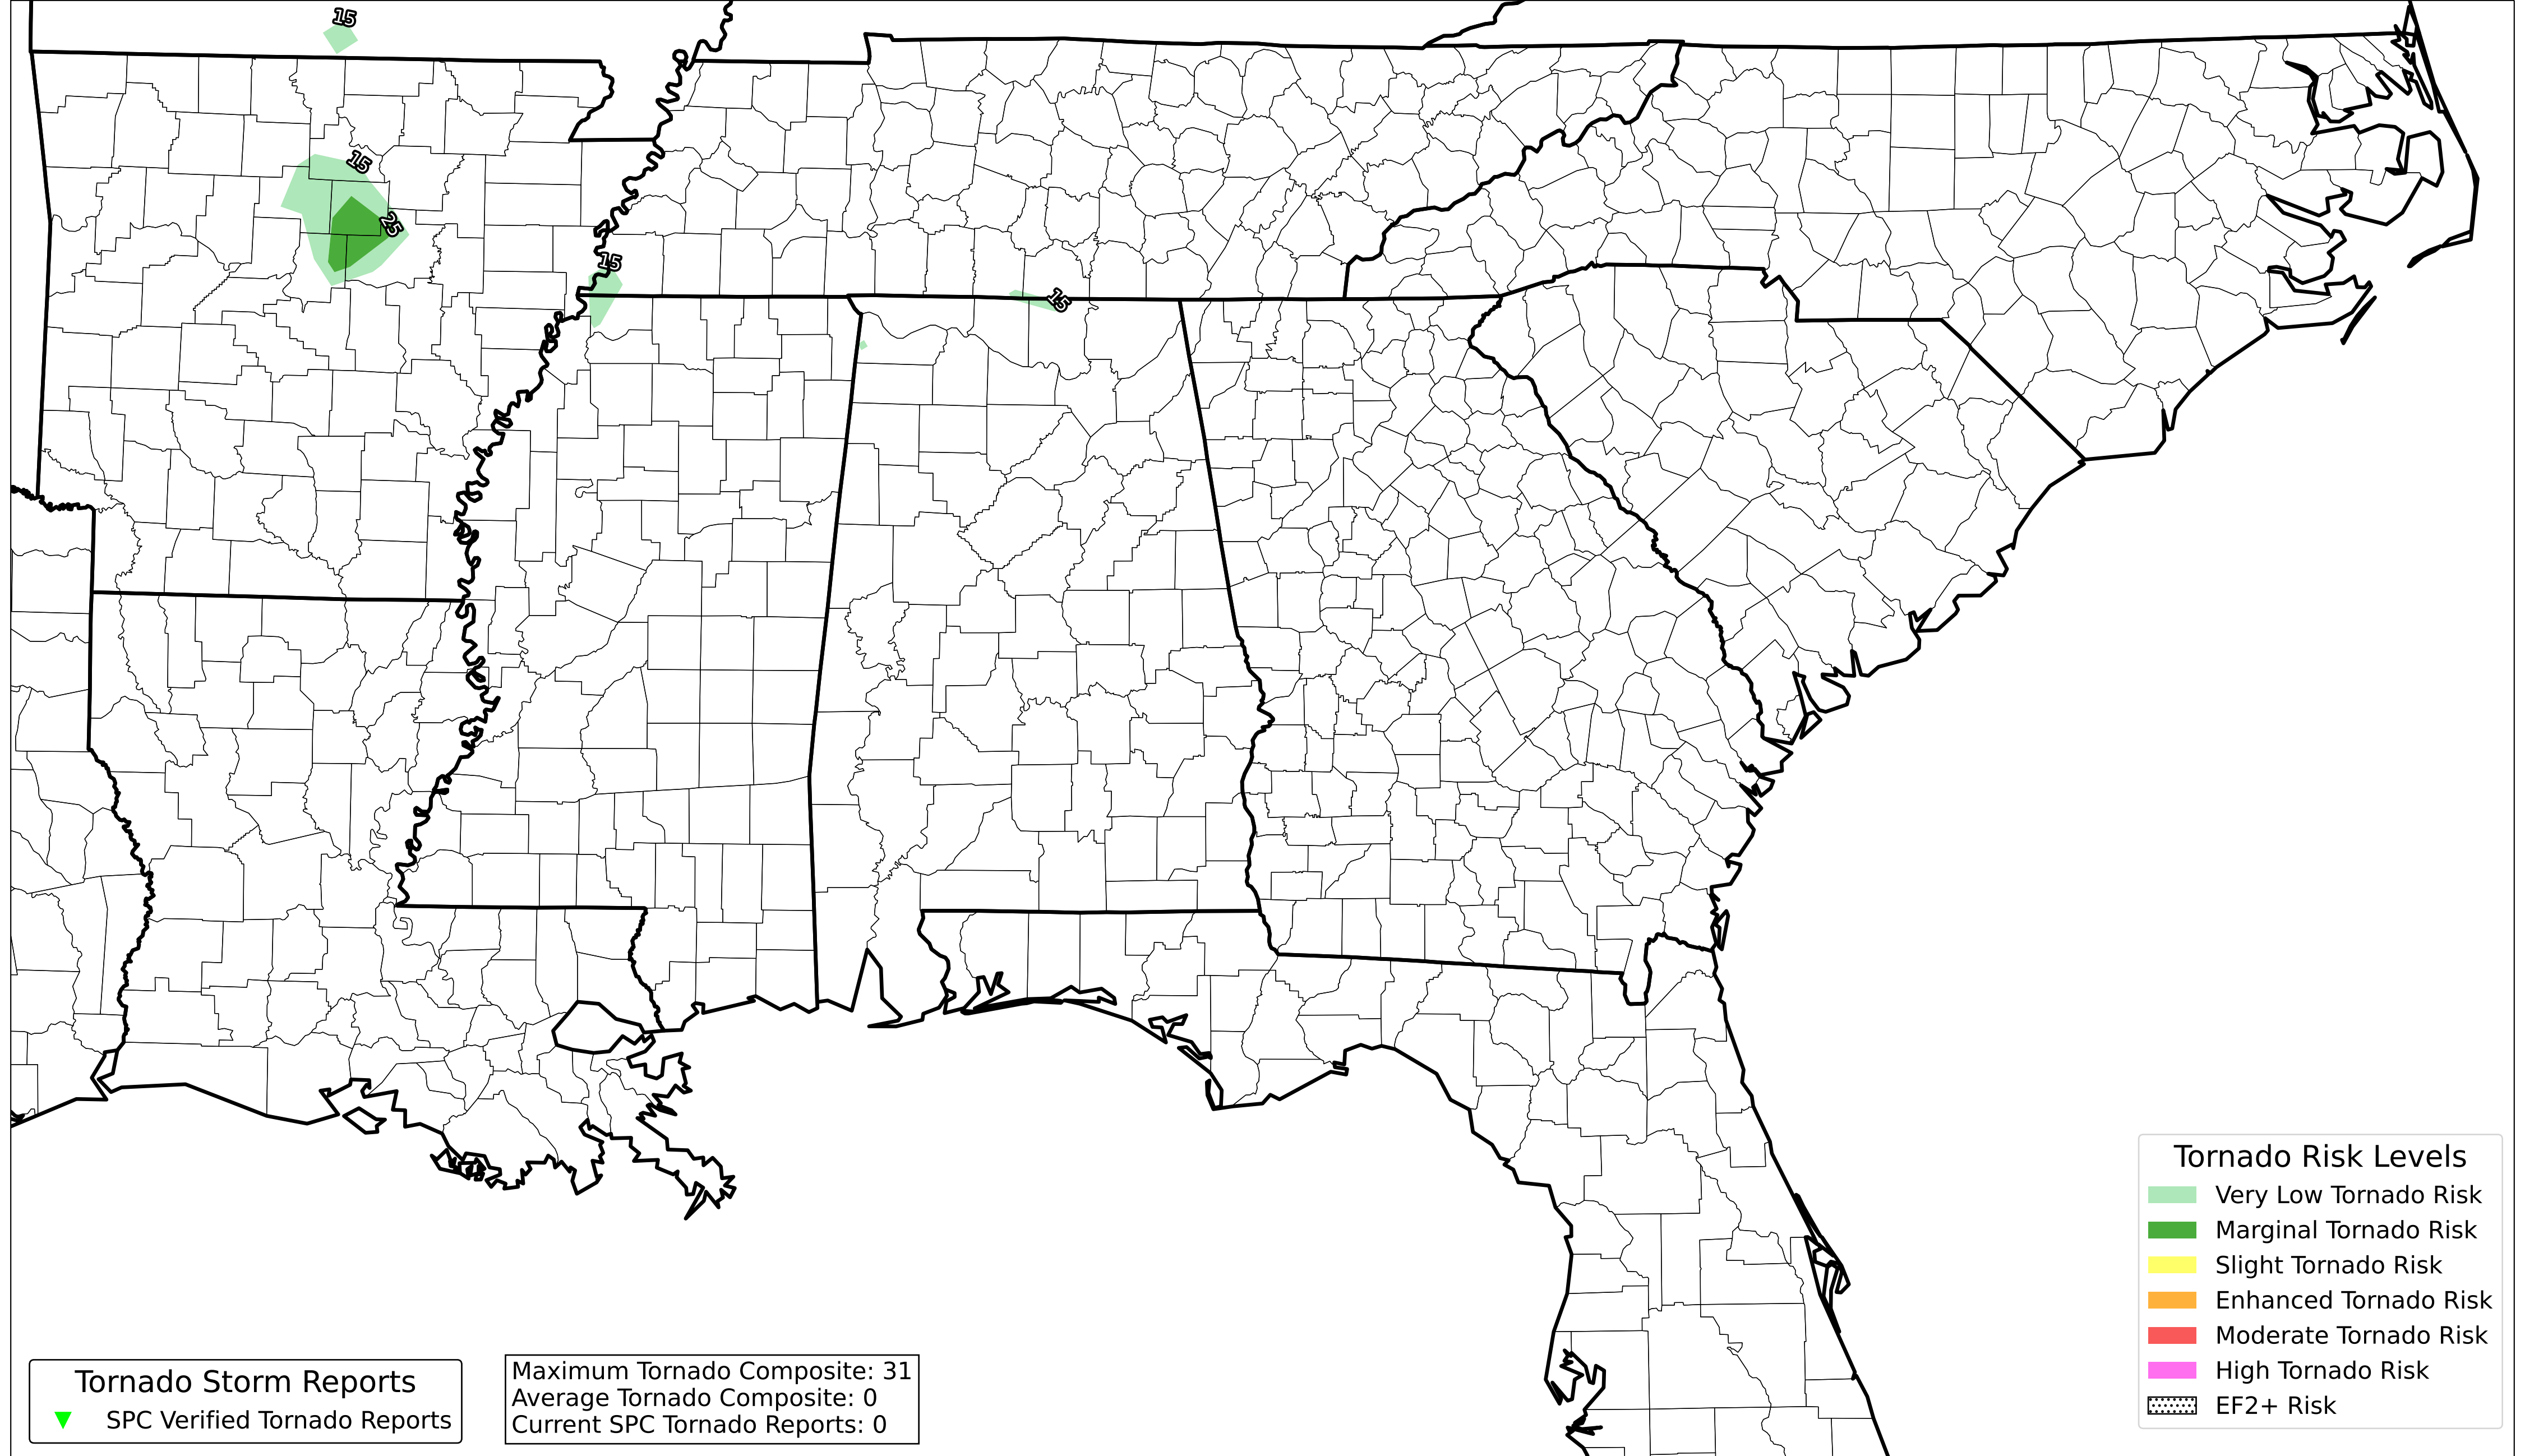 15
15
25
15
15
Tornado Risk Levels
Very Low Tornado Risk
Marginal Tornado Risk
Slight Tornado Risk
Enhanced Tornado Risk
Moderate Tornado Risk
High Tornado Risk
EF2+ Risk
Tornado Storm Reports
SPC Verified Tornado Reports
Maximum Tornado Composite: 31
Average Tornado Composite: 0
Current SPC Tornado Reports: 0